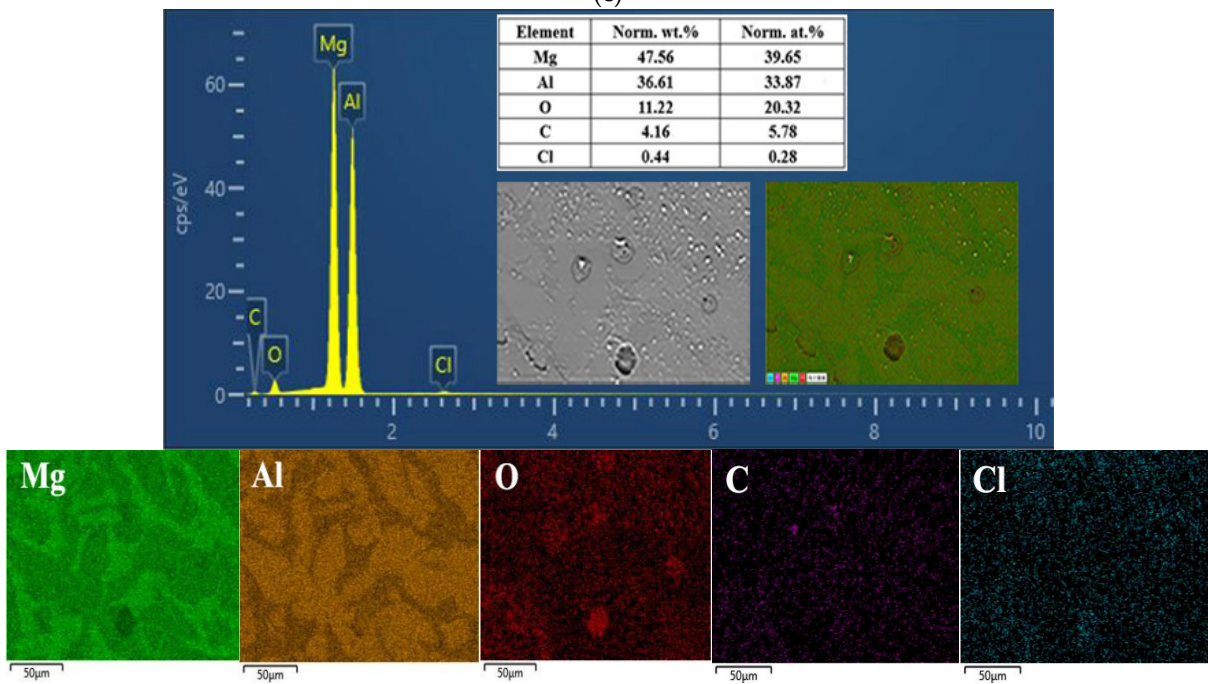 Element Norm. wt.% Norm. at.%
Mg 47.56 39.65
Al 36.61 33.87
O 11.22 20.32
C 4.16 5.78
Cl 0.44 0.28
Mg
Al
C
O
Cl
cps/eV
60
40
20
0
2 4 6 8 10
Mg Al O C Cl
50µm 50µm 50µm 50µm 50µm